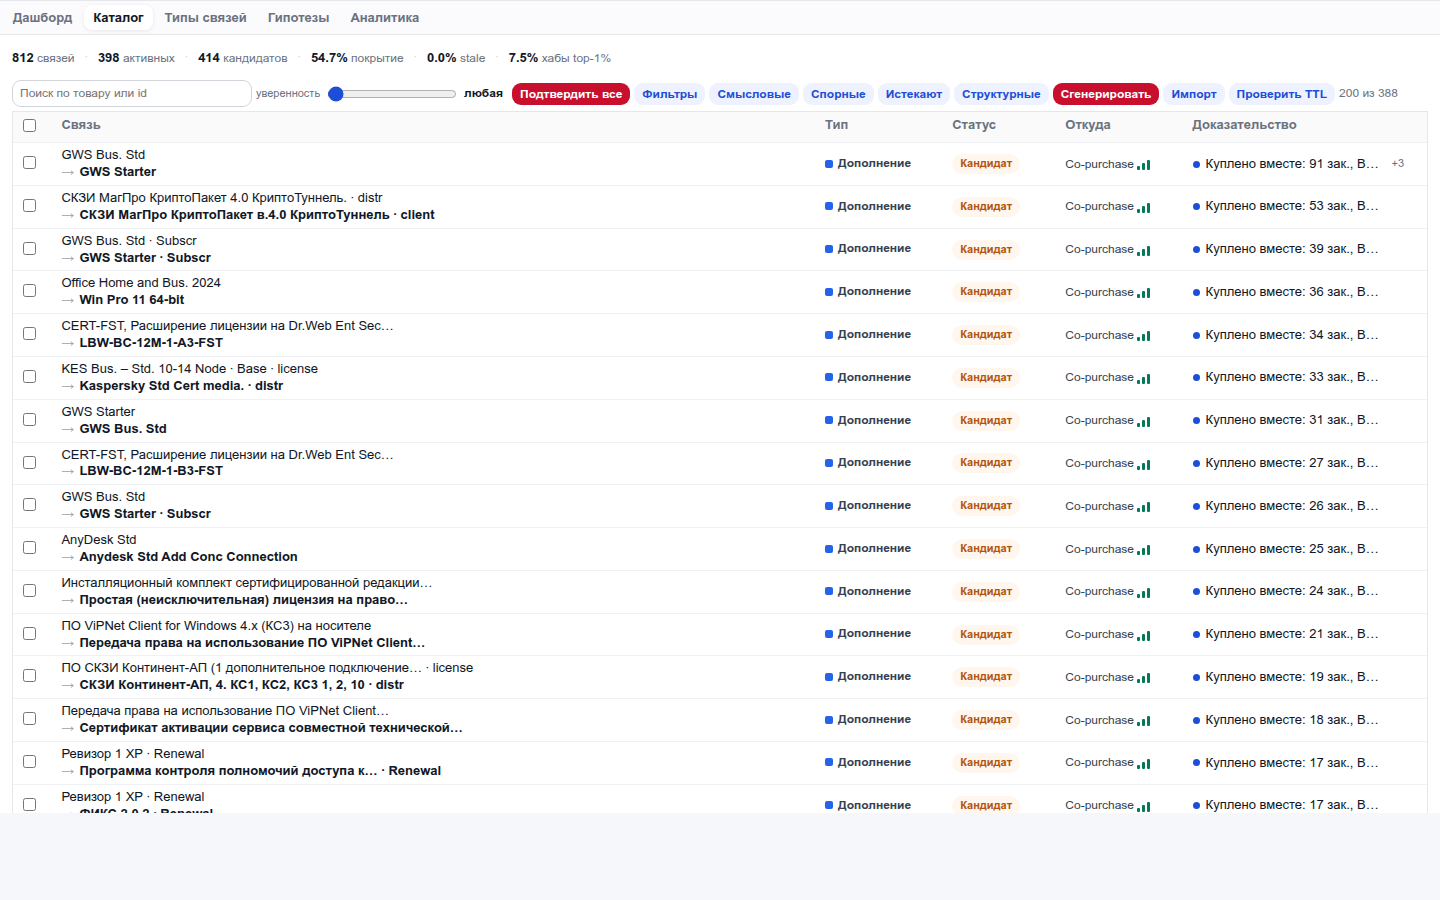 Дашборд Каталог Типы связей Гипотезы Аналитика
812 связей · 398 активных · 414 кандидатов · 54.7% покрытие · 0.0% stale · 7.5% хабы top-1%
Поиск по товару или id уверенность любая Подтвердить все Фильтры Смысловые Спорные Истекают Структурные Сгенерировать Импорт Проверить TTL 200 из 388
Связь Тип Статус Откуда Доказательство
GWS Bus. Std
→ GWS Starter Дополнение Кандидат Co-purchase Куплено вместе: 91 зак., В… +3
СКЗИ МагПро КриптоПакет 4.0 КриптоТуннель. · distr
→ СКЗИ МагПро КриптоПакет в.4.0 КриптоТуннель · client Дополнение Кандидат Co-purchase Куплено вместе: 53 зак., В…
GWS Bus. Std · Subscr
→ GWS Starter · Subscr Дополнение Кандидат Co-purchase Куплено вместе: 39 зак., В…
Office Home and Bus. 2024
→ Win Pro 11 64-bit Дополнение Кандидат Co-purchase Куплено вместе: 36 зак., В…
CERT-FST, Расширение лицензии на Dr.Web Ent Sec…
→ LBW-BC-12M-1-A3-FST Дополнение Кандидат Co-purchase Куплено вместе: 34 зак., В…
KES Bus. – Std. 10-14 Node · Base · license
→ Kaspersky Std Cert media. · distr Дополнение Кандидат Co-purchase Куплено вместе: 33 зак., В…
GWS Starter
→ GWS Bus. Std Дополнение Кандидат Co-purchase Куплено вместе: 31 зак., В…
CERT-FST, Расширение лицензии на Dr.Web Ent Sec…
→ LBW-BC-12M-1-B3-FST Дополнение Кандидат Co-purchase Куплено вместе: 27 зак., В…
GWS Bus. Std
→ GWS Starter · Subscr Дополнение Кандидат Co-purchase Куплено вместе: 26 зак., В…
AnyDesk Std
→ Anydesk Std Add Conc Connection Дополнение Кандидат Co-purchase Куплено вместе: 25 зак., В…
Инсталляционный комплект сертифицированной редакции…
→ Простая (неисключительная) лицензия на право… Дополнение Кандидат Co-purchase Куплено вместе: 24 зак., В…
ПО ViPNet Client for Windows 4.x (КС3) на носителе
→ Передача права на использование ПО ViPNet Client… Дополнение Кандидат Co-purchase Куплено вместе: 21 зак., В…
ПО СКЗИ Континент-АП (1 дополнительное подключение… · license
→ СКЗИ Континент-АП, 4. КС1, КС2, КС3 1, 2, 10 · distr Дополнение Кандидат Co-purchase Куплено вместе: 19 зак., В…
Передача права на использование ПО ViPNet Client…
→ Сертификат активации сервиса совместной технической… Дополнение Кандидат Co-purchase Куплено вместе: 18 зак., В…
Ревизор 1 XP · Renewal
→ Программа контроля полномочий доступа к… · Renewal Дополнение Кандидат Co-purchase Куплено вместе: 17 зак., В…
Ревизор 1 XP · Renewal
Дополнение Кандидат Co-purchase Куплено вместе: 17 зак., В…